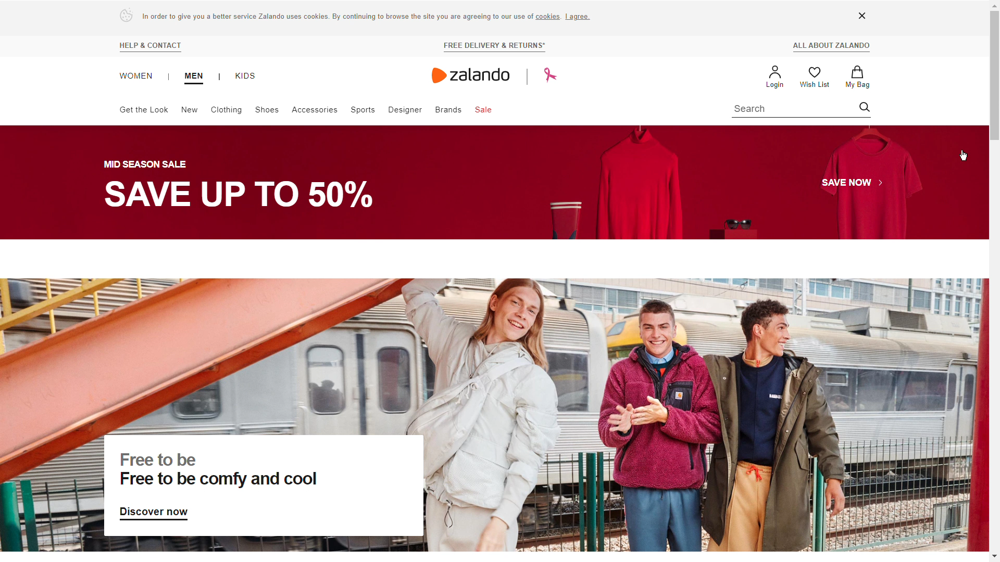 In order to give you a better service Zalando uses cookies. By continuing to browse the site you are agreeing to our use of cookies. I agree.
HELP & CONTACT
FREE DELIVERY & RETURNS*
ALL ABOUT ZALANDO
WOMEN | MEN | KIDS
zalando
Login
Wish List
My Bag
Get the Look New Clothing Shoes Accessories Sports Designer Brands Sale
Search
MID SEASON SALE
SAVE UP TO 50%
SAVE NOW
Free to be
Free to be comfy and cool
Discover now